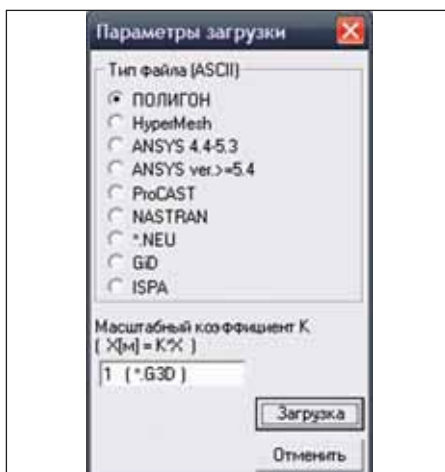 Параметры загрузки
Тип файла (ASCII)
ПОЛИГОН
HyperMesh
ANSYS 4.4-5.3
ANSYS ver.>=5.4
ProCAST
NASTRAN
*.NEU
GiD
ISPA
Масштабный коэффициент K
( X[м] = K*X )
1 ( *.G3D )
Загрузка
Отменить